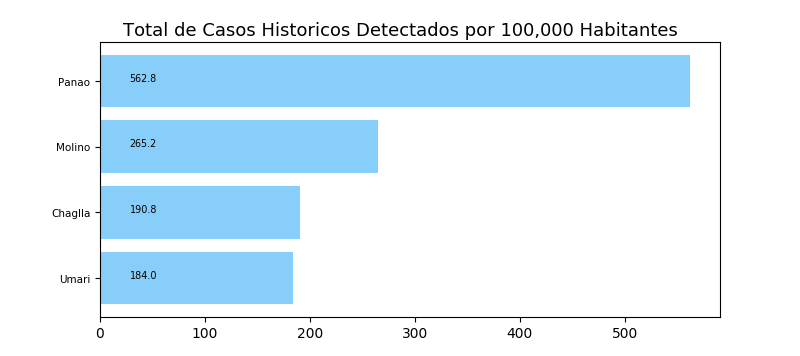 Total de Casos Historicos Detectados por 100,000 Habitantes
Panao 562.8
Molino 265.2
Chaglla 190.8
Umari 184.0
0 100 200 300 400 500